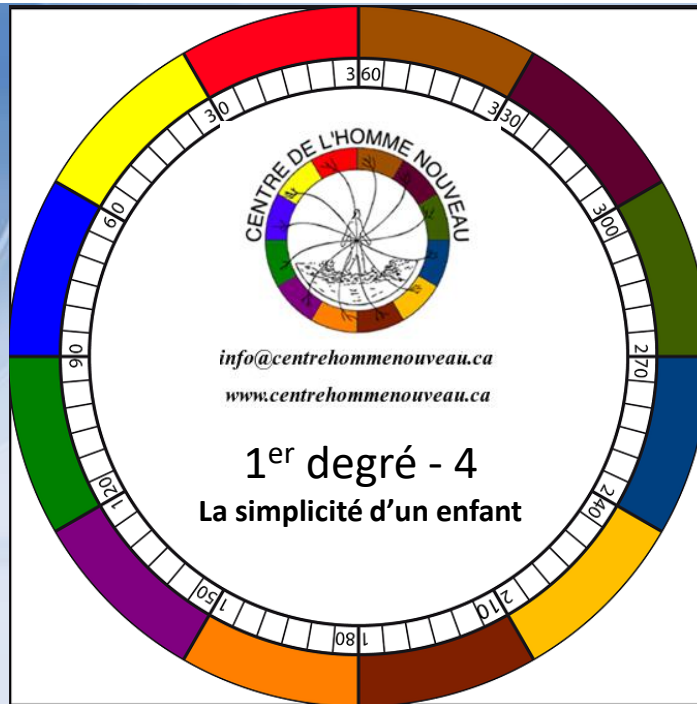 360
330
300
270
240
210
180
150
120
90
60
30
CENTRE DE L'HOMME NOUVEAU
info@centrehommenouveau.ca
www.centrehommenouveau.ca
1er degré - 4
La simplicité d’un enfant